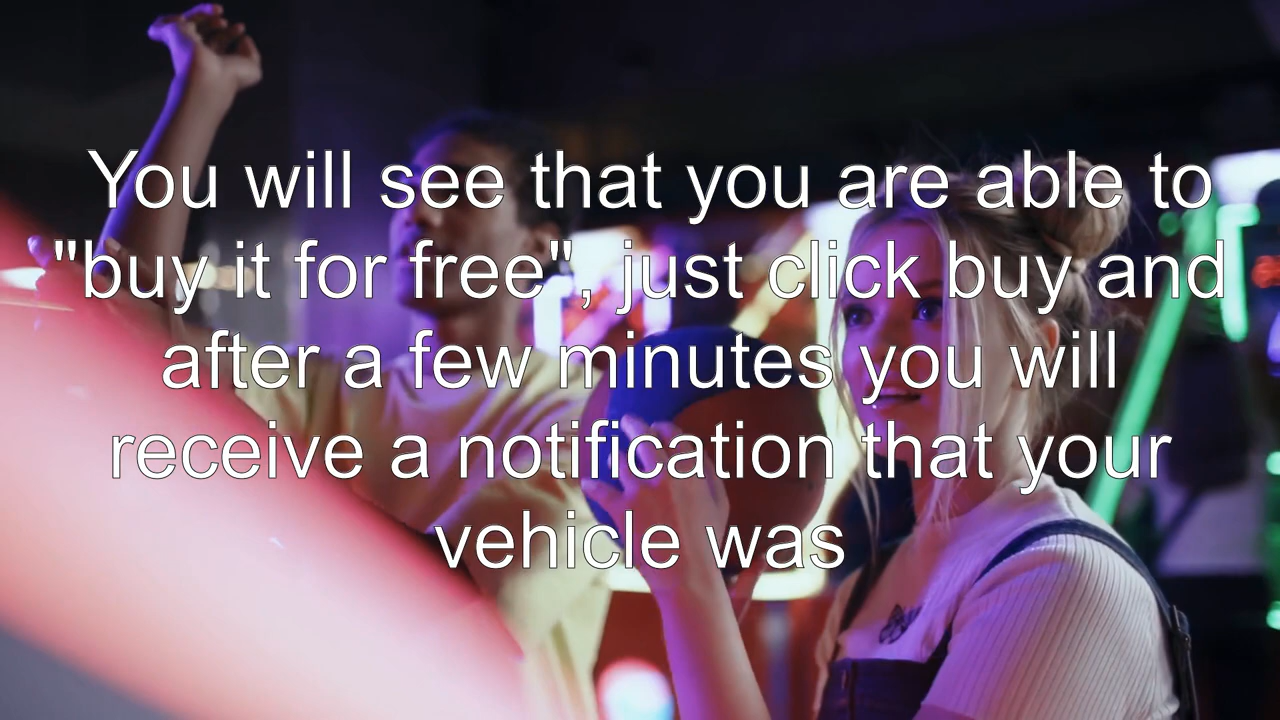 You will see that you are able to
"buy it for free", just click buy and
after a few minutes you will
receive a notification that your
vehicle was